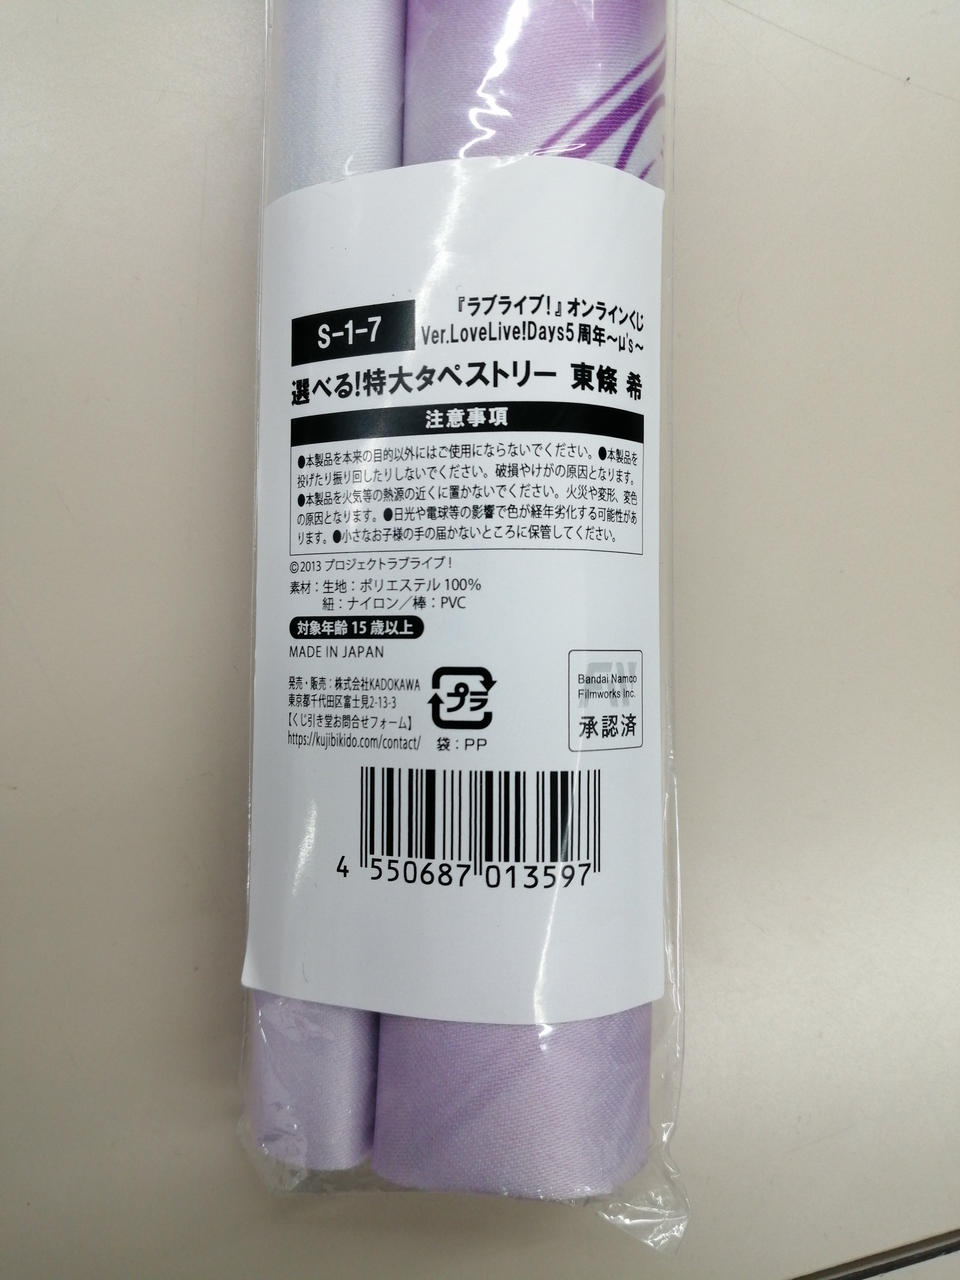 S-1-7
『ラブライブ!』オンラインくじ
Ver.LoveLive!Days5周年～μ's～
選べる!特大タペストリー 東條 希
注意事項
●本製品を本来の目的以外にはご使用にならないでください。●本製品を
投げたり振り回したりしないでください。破損やけがの原因となります。
●本製品を火気等の熱源の近くに置かないでください。火災や変形、変色
の原因となります。●日光や電球等の影響で色が経年劣化する可能性があ
ります。●小さなお子様の手の届かないところに保管してください。
©2013 プロジェクトラブライブ!
素材：生地：ポリエステル100%
紐：ナイロン／棒：PVC
対象年齢15歳以上
MADE IN JAPAN
発売・販売：株式会社KADOKAWA
東京都千代田区富士見2-13-3
【くじ引き堂お問合せフォーム】
https://kujibikido.com/contact/
プラ
袋：PP
Bandai Namco
Filmworks Inc.
承認済
4 550687 013597